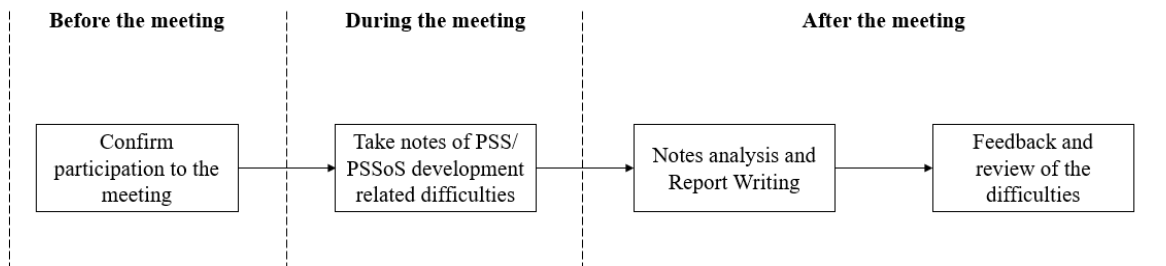 Before the meeting
During the meeting
After the meeting
Confirm
participation to the
meeting
Take notes of PSS/
PSSoS development
related difficulties
Notes analysis and
Report Writing
Feedback and
review of the
difficulties